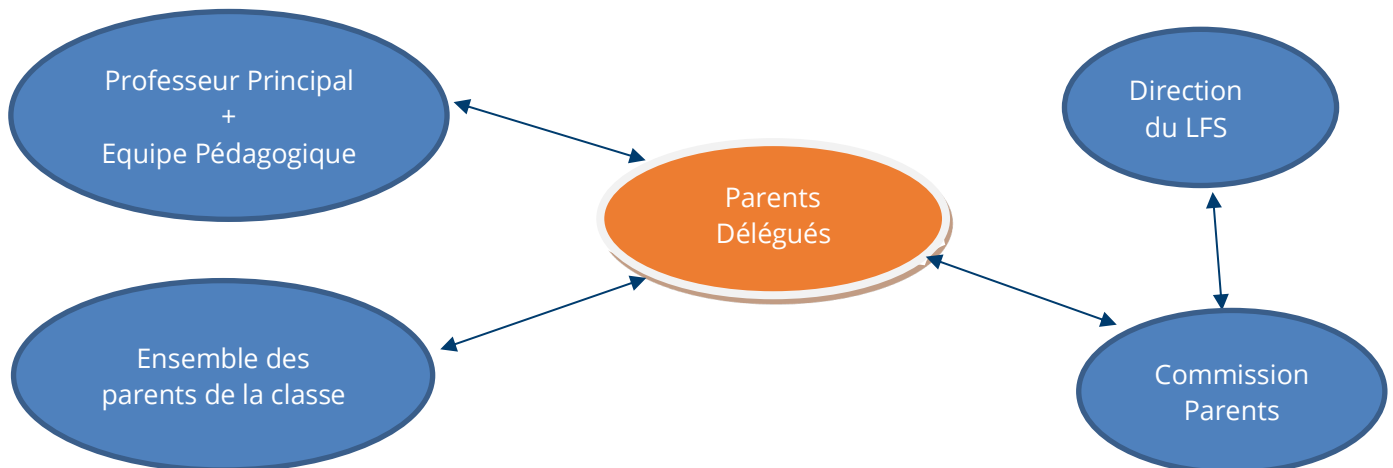 Professeur Principal
+
Equipe Pédagogique
Direction
du LFS
Parents
Délégués
Ensemble des
parents de la classe
Commission
Parents